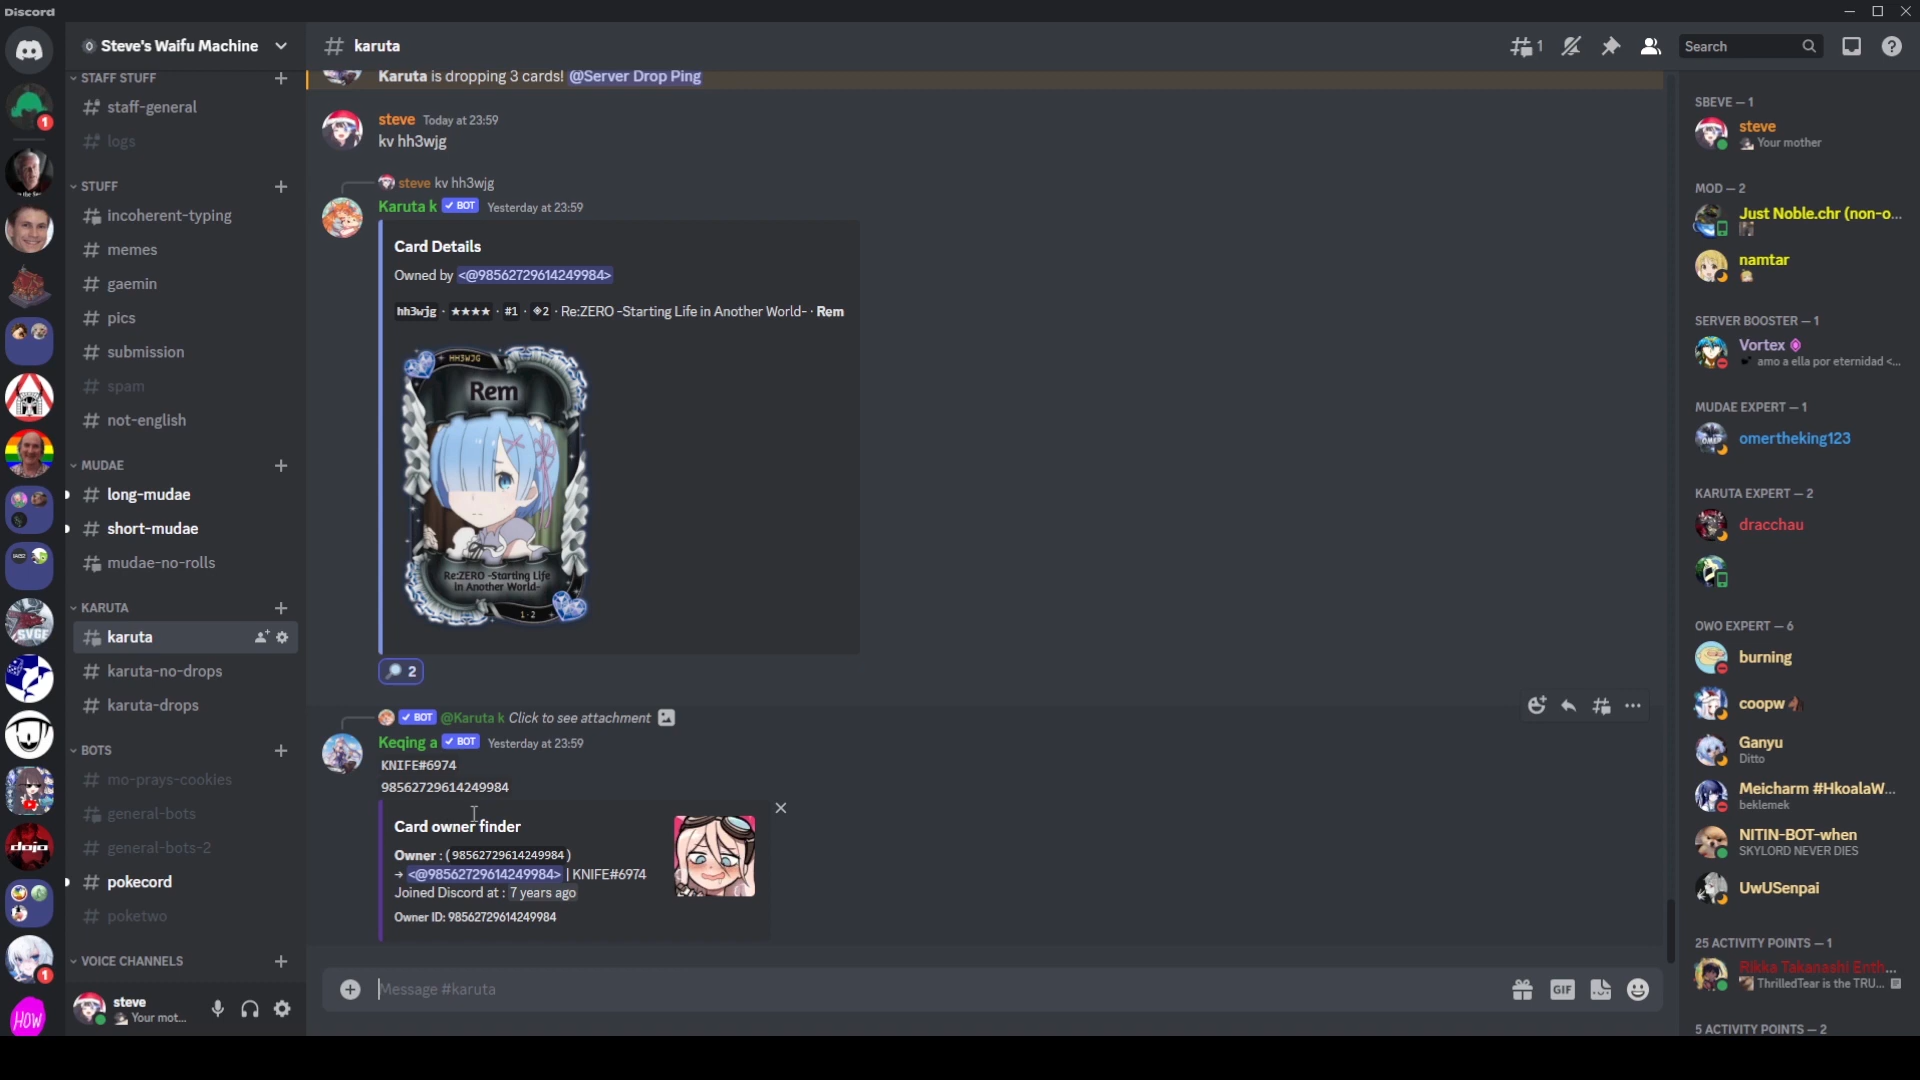 Discord
Steve's Waifu Machine
STAFF STUFF
staff-general
logs
STUFF
incoherent-typing
memes
gaemin
pics
submission
spam
not-english
MUDAE
long-mudae
short-mudae
mudae-no-rolls
KARUTA
karuta
karuta-no-drops
karuta-drops
BOTS
mo-prays-cookies
general-bots
general-bots-2
pokecord
poketwo
VOICE CHANNELS
steve
Your mot...
1
SVGE
dojo
1
HOW
# karuta
1
Search
Karuta is dropping 3 cards! @Server Drop Ping
steve Today at 23:59
kv hh3wjg
steve kv hh3wjg
Karuta k ✓ BOT Yesterday at 23:59
Card Details
Owned by <@98562729614249984>
hh3wjg · ★★★★ · #1 · ◈2 · Re:ZERO -Starting Life in Another World- · Rem
HH3WJG
Rem
Re:ZERO -Starting Life
in Another World-
1·2
2
✓ BOT @Karuta k Click to see attachment
Keqing a ✓ BOT Yesterday at 23:59
KNIFE#6974
98562729614249984
Card owner finder
Owner : (98562729614249984)
→ <@98562729614249984> | KNIFE#6974
Joined Discord at : 7 years ago
Owner ID: 98562729614249984
Message #karuta
GIF
SBEVE — 1
steve
Your mother
MOD — 2
Just Noble.chr (non-o...
namtar
SERVER BOOSTER — 1
Vortex
amo a ella por eternidad <...
MUDAE EXPERT — 1
omertheking123
KARUTA EXPERT — 2
dracchau
OWO EXPERT — 6
burning
coopw
Ganyu
Ditto
Meicharm #HkoalaW...
beklemek
NITIN-BOT-when
SKYLORD NEVER DIES
UwUSenpai
25 ACTIVITY POINTS — 1
Rikka Takanashi Enth...
ThrilledTear is the TRU...
5 ACTIVITY POINTS — 2